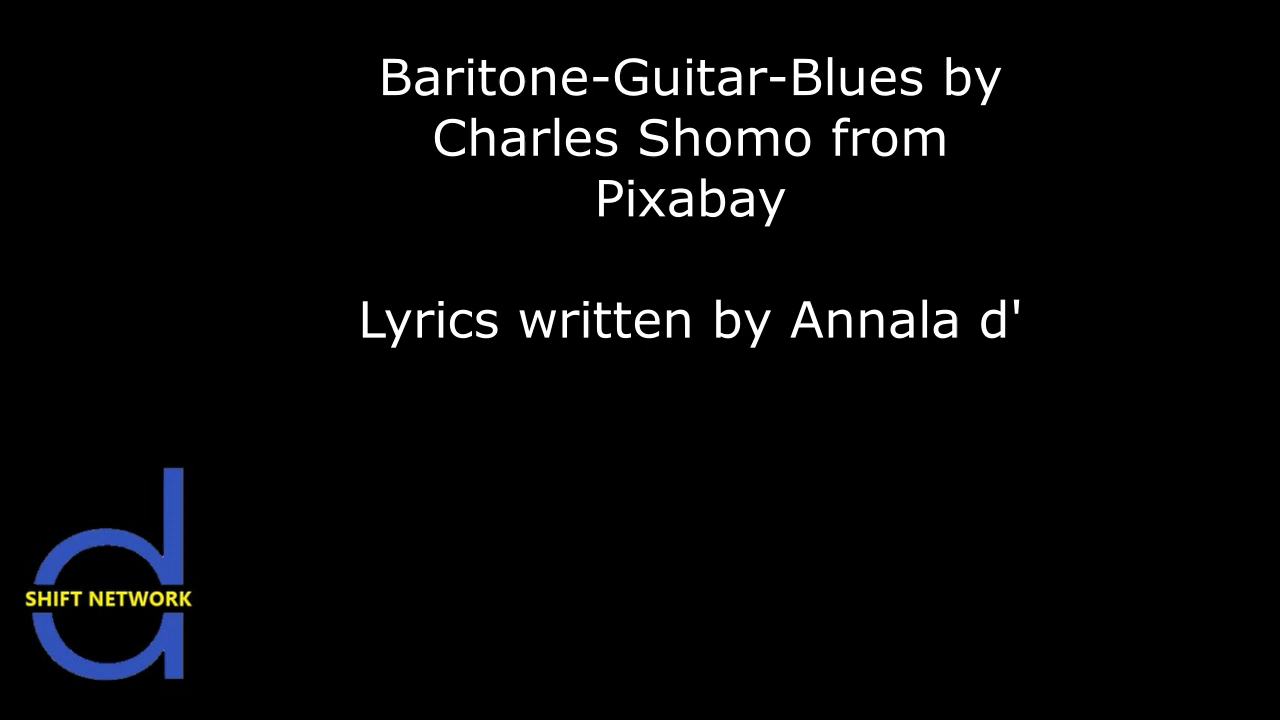 Baritone-Guitar-Blues by
Charles Shomo from
Pixabay
Lyrics written by Annala d'
d
SHIFT NETWORK